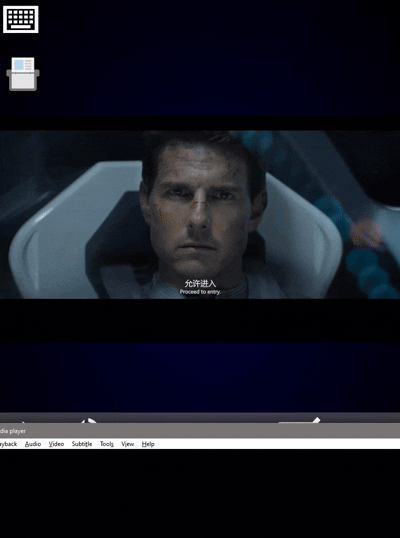 允许进入
Proceed to entry.
dia player
ayback Audio Video Subtitle Tools View Help